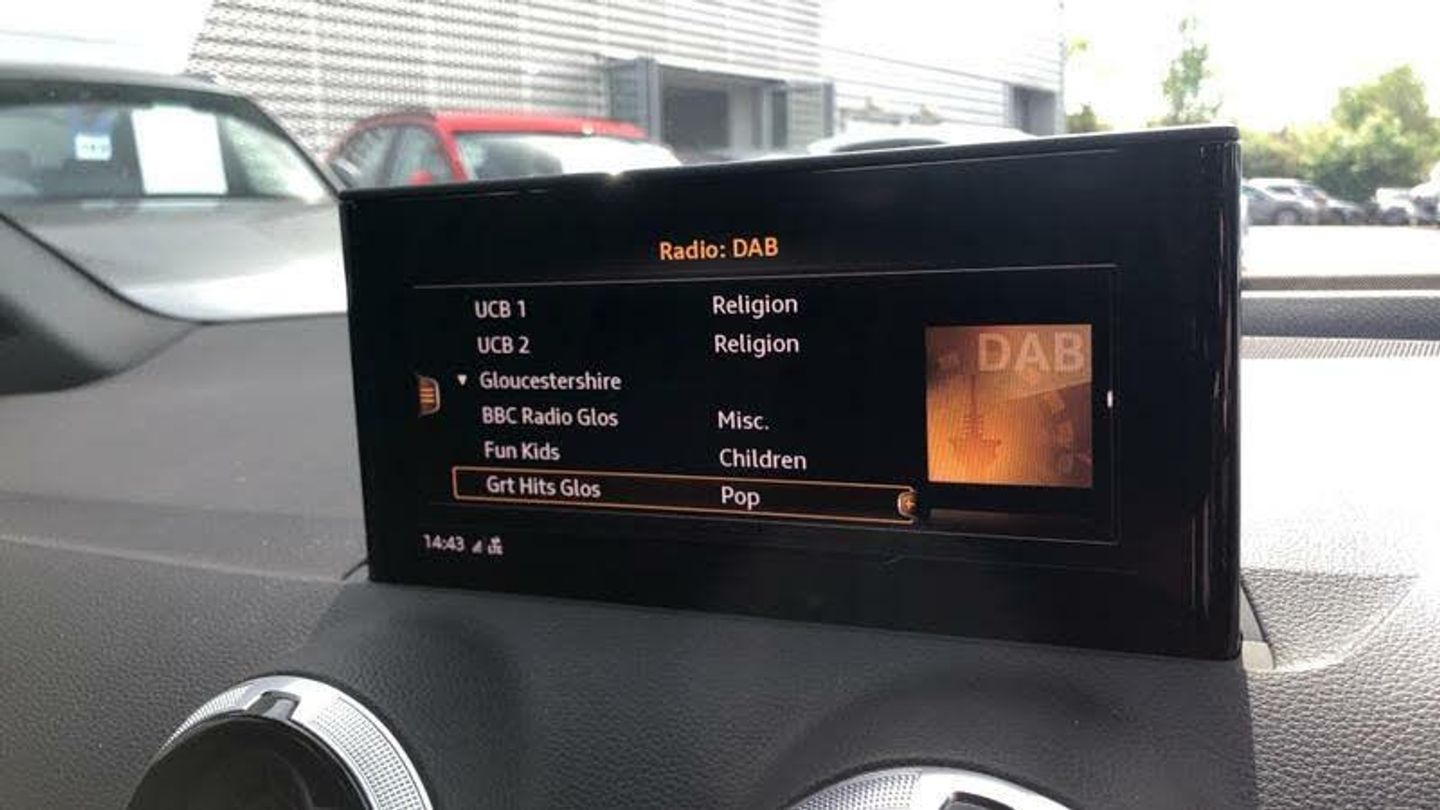 Radio: DAB
UCB 1 Religion
UCB 2 Religion
Gloucestershire
BBC Radio Glos Misc.
Fun Kids Children
Grt Hits Glos Pop
DAB
14:43